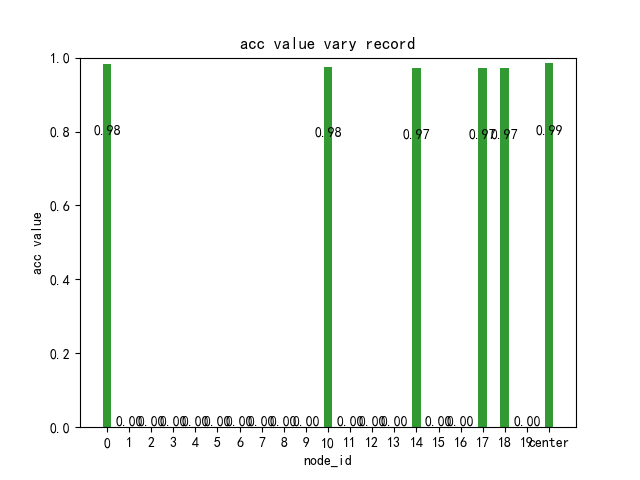 acc value vary record
acc value
1.0
0.8
0.6
0.4
0.2
0.0
0.98 0.00 0.00 0.00 0.00 0.00 0.00 0.00 0.00 0.00 0.98 0.00 0.00 0.00 0.97 0.00 0.00 0.97 0.97 0.00 0.99
0 1 2 3 4 5 6 7 8 9 10 11 12 13 14 15 16 17 18 19 center
node_id